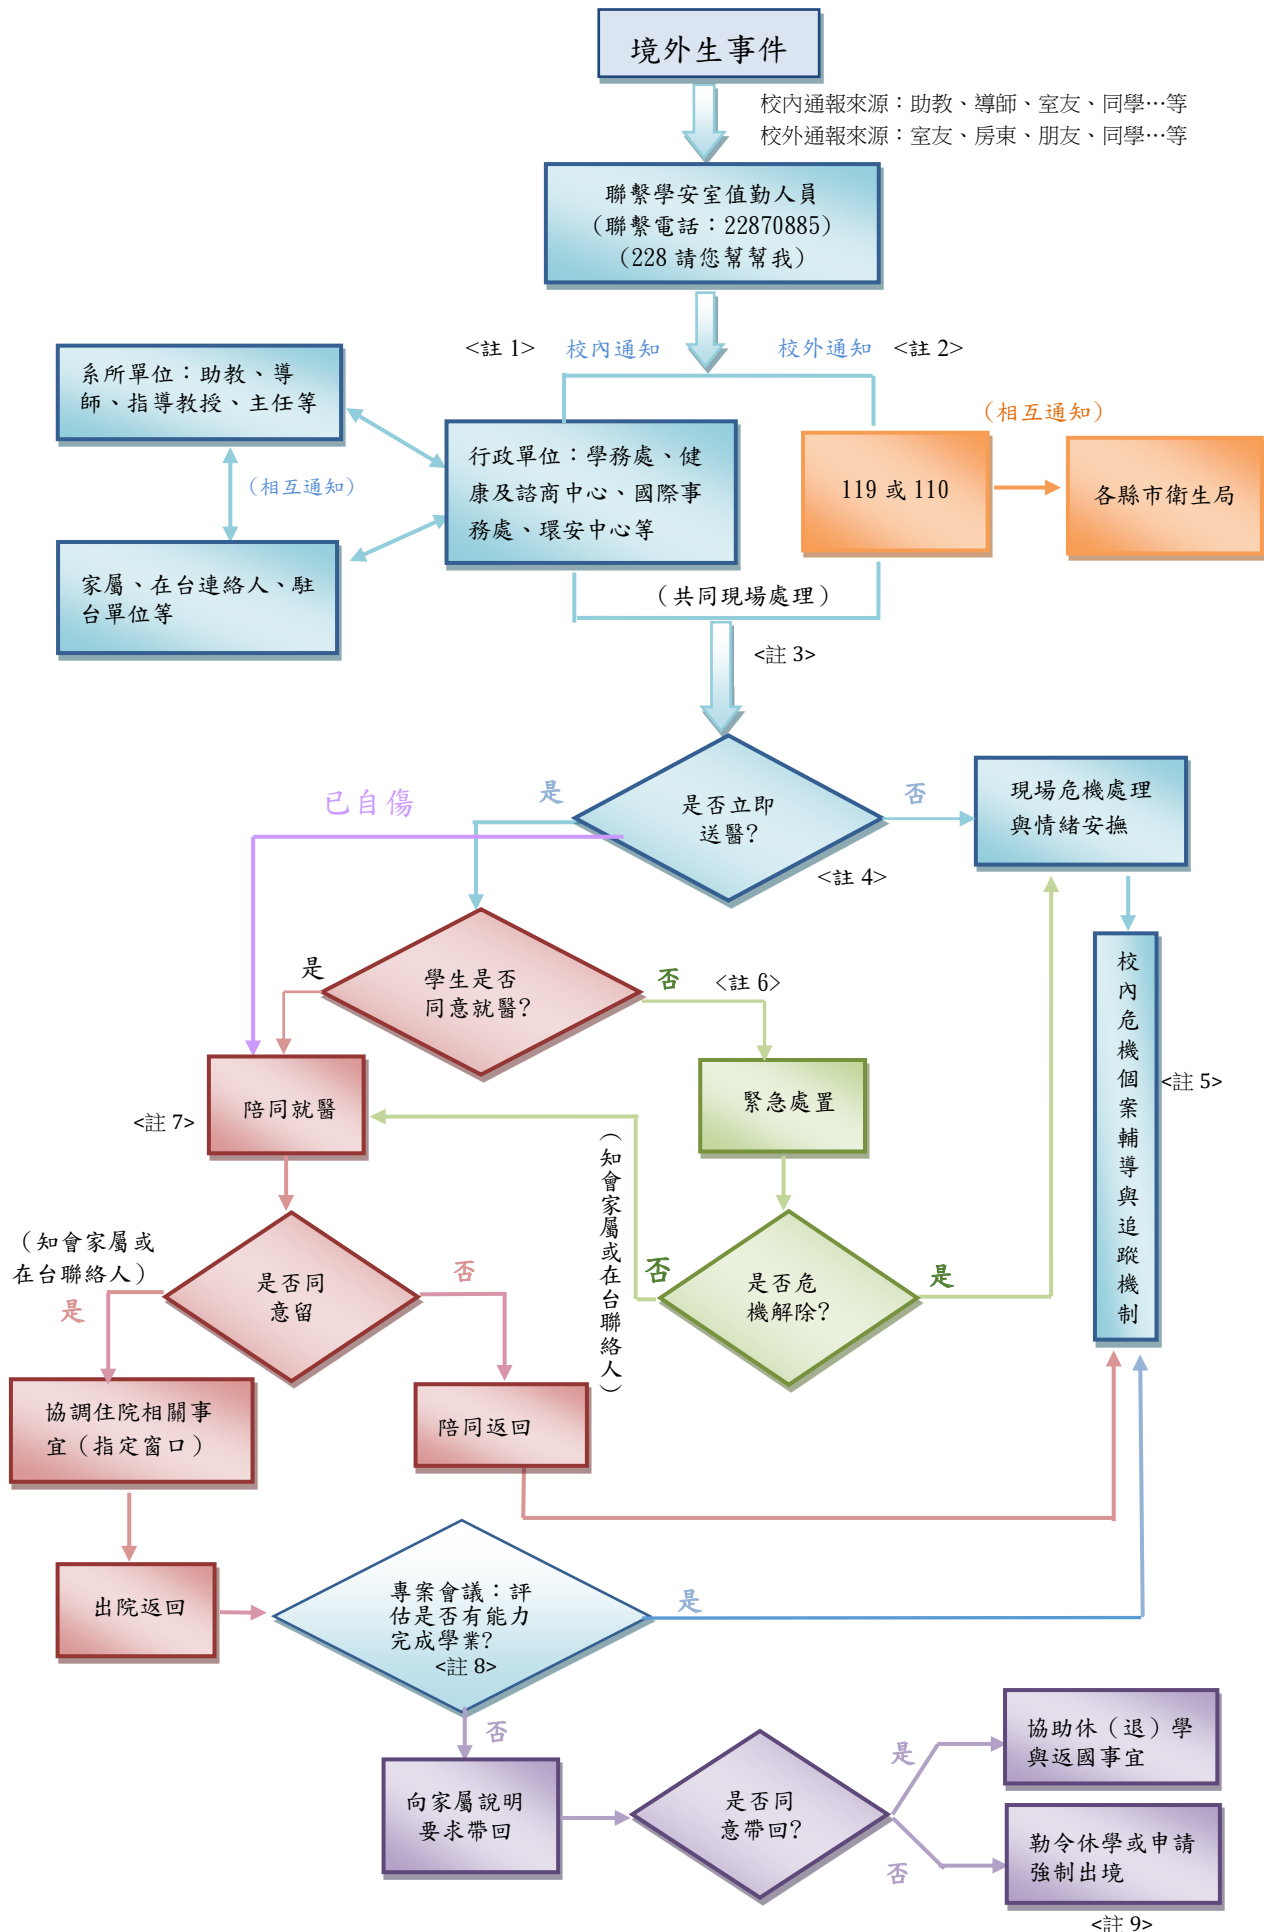 境外生事件
校內通報來源：助教、導師、室友、同學…等
校外通報來源：室友、房東、朋友、同學…等
聯繫學安室值勤人員
（聯繫電話：22870885）
（228 請您幫幫我）
<註 1>
校內通知
校外通知
<註 2>
系所單位：助教、導
師、指導教授、主任等
（相互通知）
家屬、在台連絡人、駐
台單位等
行政單位：學務處、健
康及諮商中心、國際事
務處、環安中心等
119 或 110
（相互通知）
各縣市衛生局
（共同現場處理）
<註 3>
是否立即
送醫?
是
否
已自傷
<註 4>
現場危機處理
與情緒安撫
學生是否
同意就醫?
是
否
<註 6>
校內危機個案輔導與追蹤機制
<註 5>
陪同就醫
<註 7>
緊急處置
（知會家屬或在台聯絡人）
（知會家屬或
在台聯絡人）
是
是否同
意留
否
否
是否危
機解除?
是
協調住院相關事
宜（指定窗口）
陪同返回
出院返回
專案會議：評
估是否有能力
完成學業?
<註 8>
是
否
向家屬說明
要求帶回
是否同
意帶回?
是
否
協助休（退）學
與返國事宜
勒令休學或申請
強制出境
<註 9>